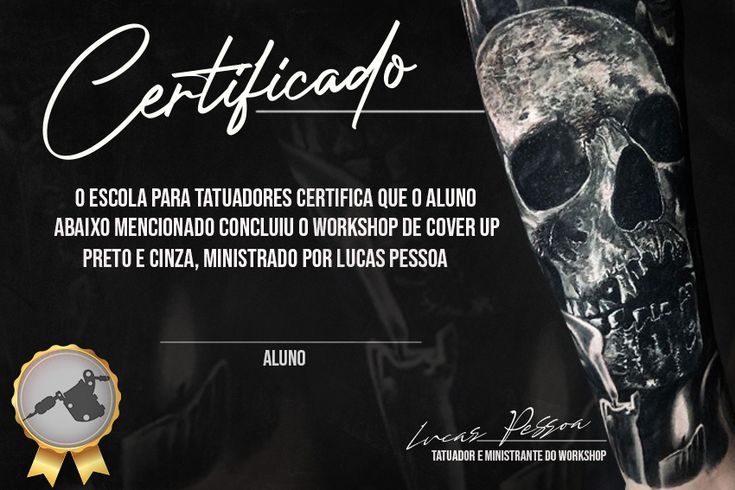 Certificado
O ESCOLA PARA TATUADORES CERTIFICA QUE O ALUNO
ABAIXO MENCIONADO CONCLUIU O WORKSHOP DE COVER UP
PRETO E CINZA, MINISTRADO POR LUCAS PESSOA
ALUNO
Lucas Pessoa
TATUADOR E MINISTRANTE DO WORKSHOP